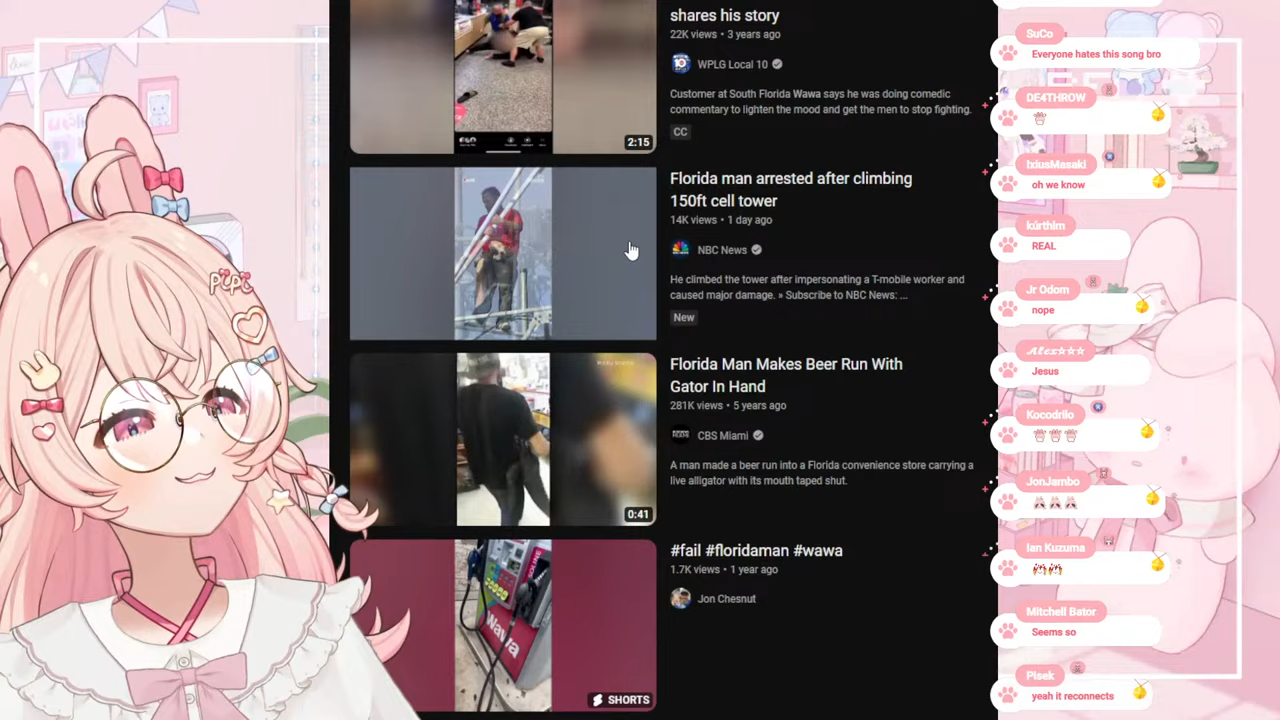 shares his story
22K views • 3 years ago
WPLG Local 10
Customer at South Florida Wawa says he was doing comedic
commentary to lighten the mood and get the men to stop fighting.
CC
2:15
Florida man arrested after climbing
150ft cell tower
14K views • 1 day ago
NBC News
He climbed the tower after impersonating a T-mobile worker and
caused major damage. » Subscribe to NBC News: ...
New
Florida Man Makes Beer Run With
Gator In Hand
281K views • 5 years ago
CBS Miami
A man made a beer run into a Florida convenience store carrying a
live alligator with its mouth taped shut.
0:41
#fail #floridaman #wawa
1.7K views • 1 year ago
Jon Chesnut
Wawa
SHORTS
PiPi
SuCo
Everyone hates this song bro
DE4THROW
IxiusMasaki
oh we know
kúrthim
REAL
Jr Odom
nope
𝓐𝓵𝓮𝔁☆☆☆
Jesus
Kocodrilo
JonJambo
Ian Kuzuma
Mitchell Bator
Seems so
Pisek
yeah it reconnects